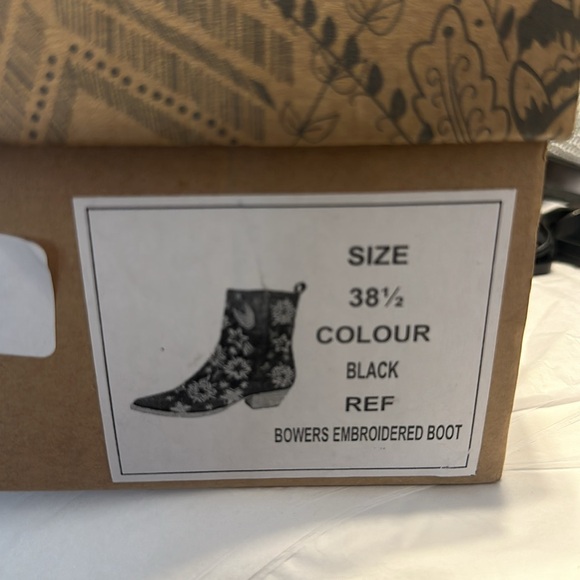 SIZE
38½
COLOUR
BLACK
REF
BOWERS EMBROIDERED BOOT